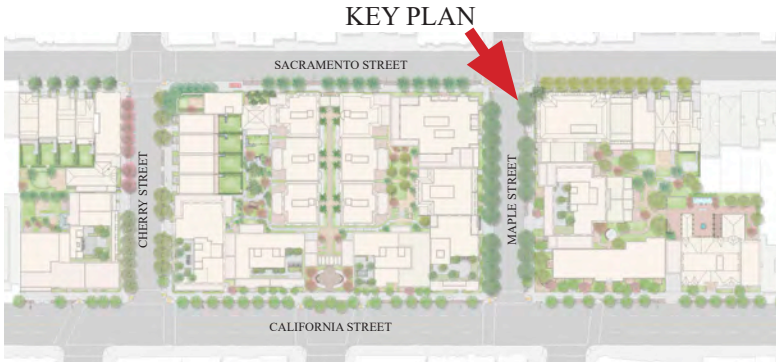 KEY PLAN
SACRAMENTO STREET
CHERRY STREET
MAPLE STREET
CALIFORNIA STREET